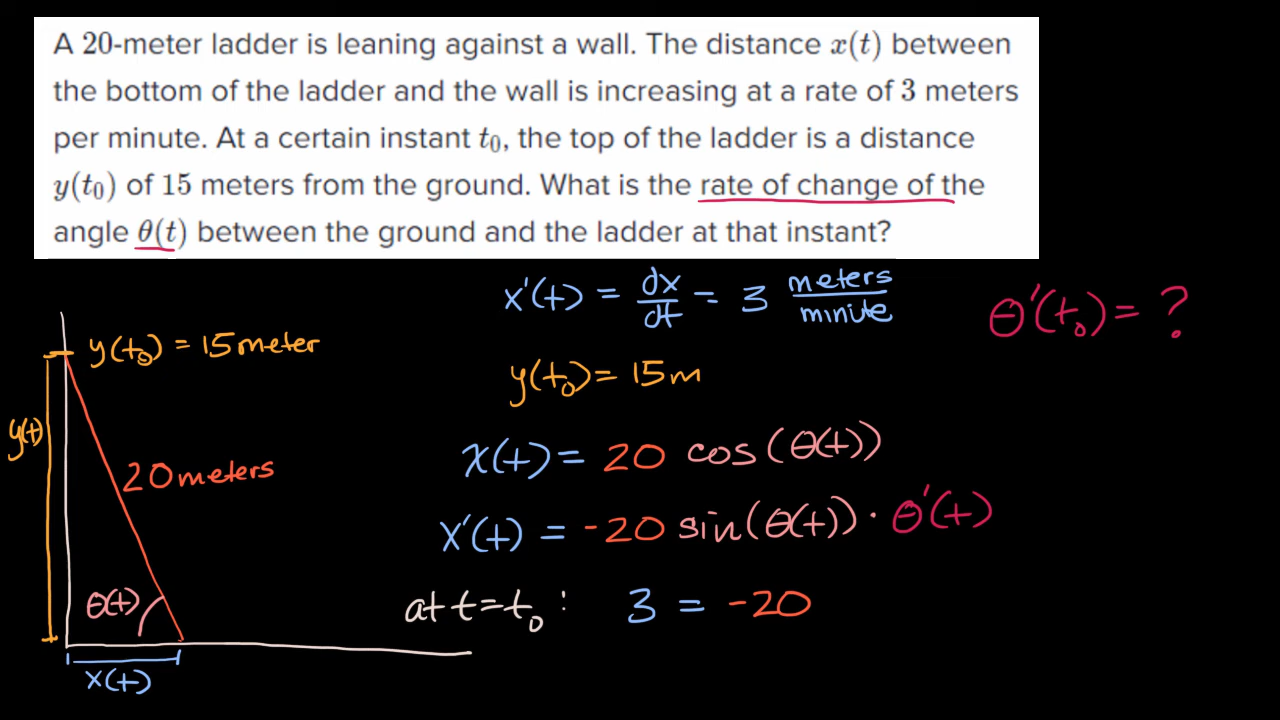 A 20-meter ladder is leaning against a wall. The distance x(t) between
the bottom of the ladder and the wall is increasing at a rate of 3 meters
per minute. At a certain instant t₀, the top of the ladder is a distance
y(t₀) of 15 meters from the ground. What is the rate of change of the
angle θ(t) between the ground and the ladder at that instant?
x'(t) = dx/dt = 3 meters/minute
θ'(t₀) = ?
y(t₀) = 15 meter
y(t₀) = 15 m
y(t)
x(t) = 20 cos(θ(t))
20 meters
x'(t) = -20 sin(θ(t)) · θ'(t)
θ(t)
at t=t₀: 3 = -20
x(t)